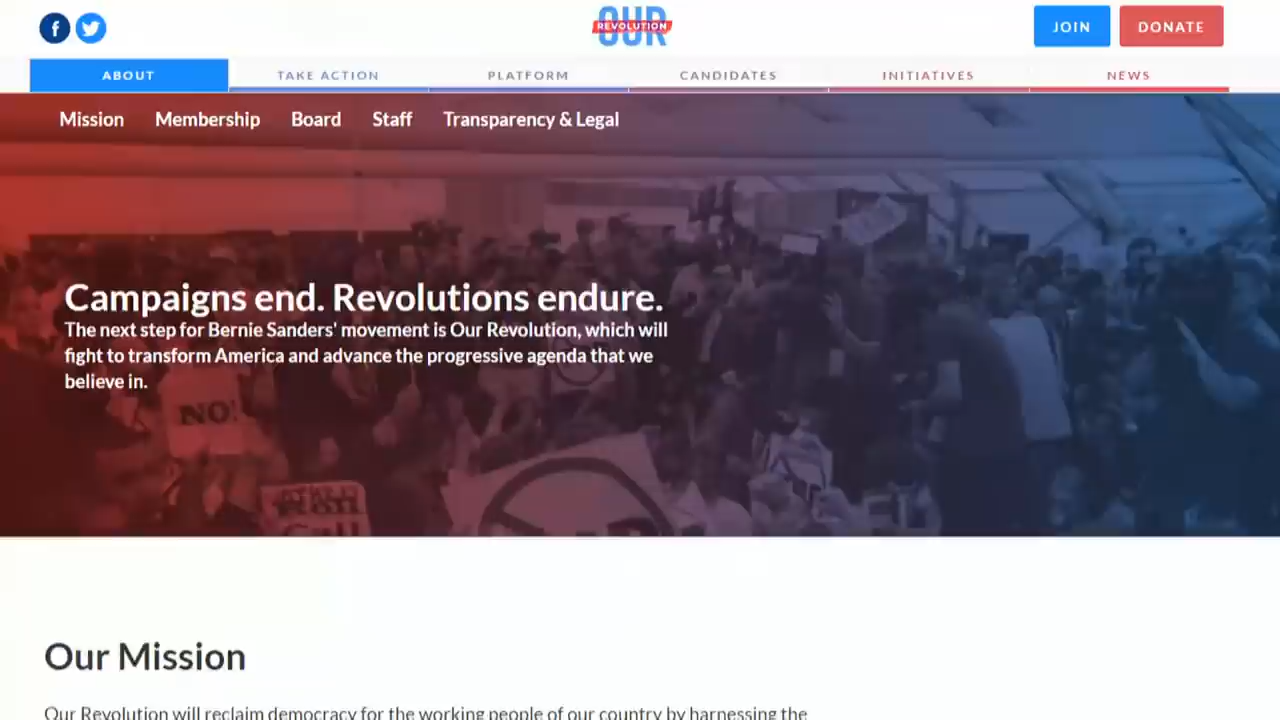 f
OUR
REVOLUTION
JOIN
DONATE
ABOUT
TAKE ACTION
PLATFORM
CANDIDATES
INITIATIVES
NEWS
Mission
Membership
Board
Staff
Transparency & Legal
Campaigns end. Revolutions endure.
The next step for Bernie Sanders' movement is Our Revolution, which will
fight to transform America and advance the progressive agenda that we
believe in.
NO!
Call
Our Mission
Our Revolution will reclaim democracy for the working people of our country by harnessing the